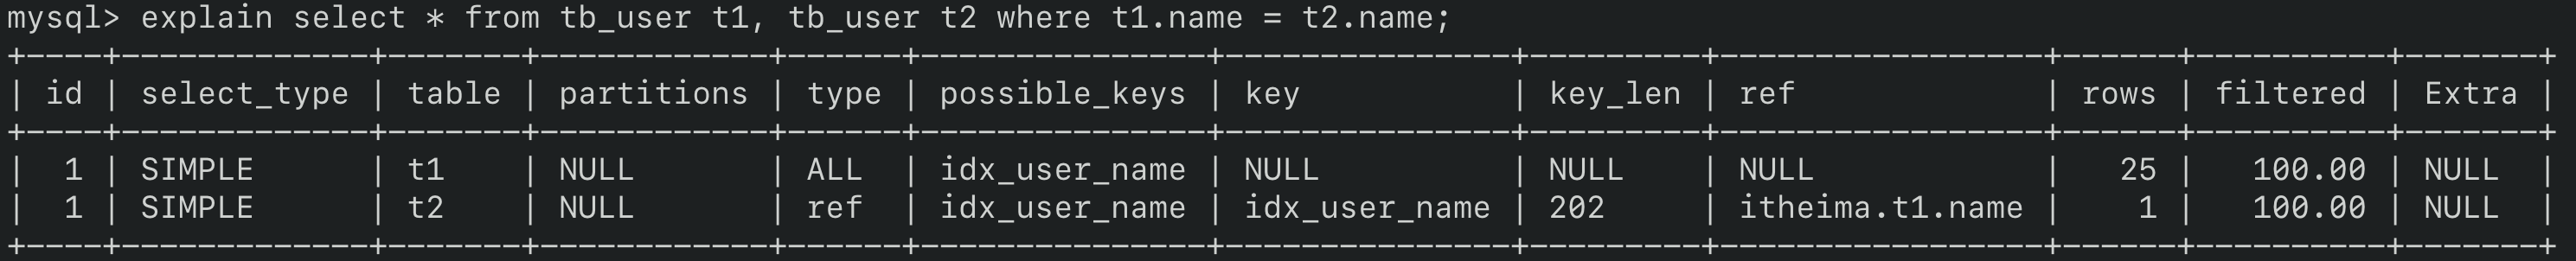 mysql> explain select * from tb_user t1, tb_user t2 where t1.name = t2.name;
+----+-------------+-------+------------+------+---------------+---------------+---------+-----------------+------+----------+-------+
| id | select_type | table | partitions | type | possible_keys | key           | key_len | ref             | rows | filtered | Extra |
+----+-------------+-------+------------+------+---------------+---------------+---------+-----------------+------+----------+-------+
|  1 | SIMPLE      | t1    | NULL       | ALL  | idx_user_name | NULL          | NULL    | NULL            |   25 |   100.00 | NULL  |
|  1 | SIMPLE      | t2    | NULL       | ref  | idx_user_name | idx_user_name | 202     | itheima.t1.name |    1 |   100.00 | NULL  |
+----+-------------+-------+------------+------+---------------+---------------+---------+-----------------+------+----------+-------+